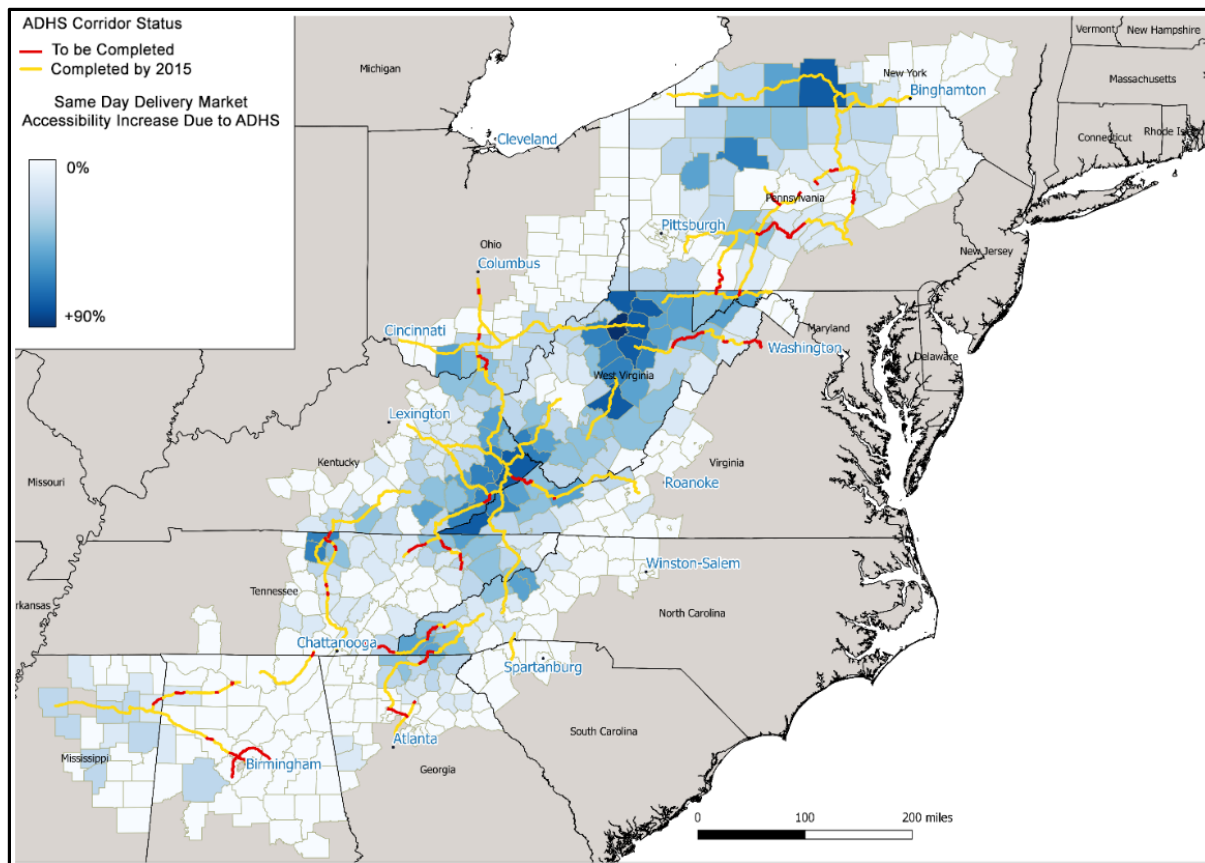 ADHS Corridor Status
To be Completed
Completed by 2015
Same Day Delivery Market
Accessibility Increase Due to ADHS
0%
+90%
Michigan
Vermont
New Hampshire
Massachusetts
Connecticut
Rhode Is
New York
Binghamton
Cleveland
Pennsylvania
Pittsburgh
New Jersey
Ohio
Columbus
Cincinnati
Maryland
Washington
Delaware
West Virginia
Lexington
Kentucky
Virginia
Roanoke
Missouri
Winston-Salem
Tennessee
arkansas
North Carolina
Chattanooga
Spartanburg
South Carolina
Atlanta
Mississippi
Birmingham
Georgia
0
100
200 miles